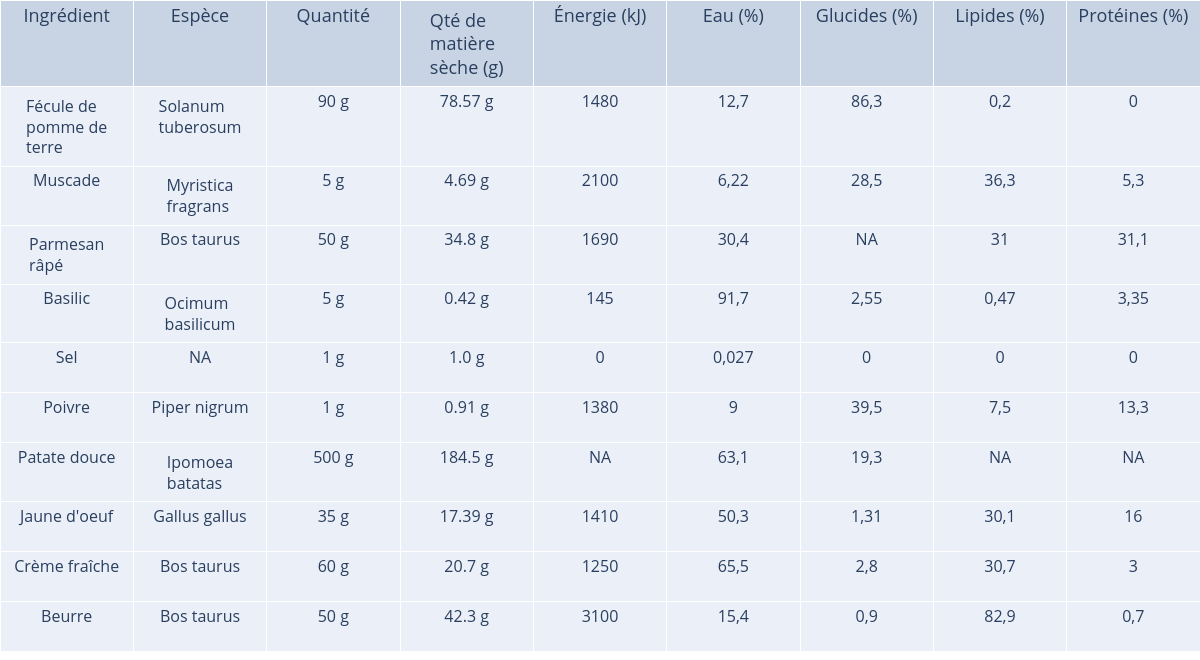 Ingrédient Espèce Quantité Qté de matière sèche (g) Énergie (kJ) Eau (%) Glucides (%) Lipides (%) Protéines (%)
Fécule de pomme de terre Solanum tuberosum 90 g 78.57 g 1480 12,7 86,3 0,2 0
Muscade Myristica fragrans 5 g 4.69 g 2100 6,22 28,5 36,3 5,3
Parmesan râpé Bos taurus 50 g 34.8 g 1690 30,4 NA 31 31,1
Basilic Ocimum basilicum 5 g 0.42 g 145 91,7 2,55 0,47 3,35
Sel NA 1 g 1.0 g 0 0,027 0 0 0
Poivre Piper nigrum 1 g 0.91 g 1380 9 39,5 7,5 13,3
Patate douce Ipomoea batatas 500 g 184.5 g NA 63,1 19,3 NA NA
Jaune d'oeuf Gallus gallus 35 g 17.39 g 1410 50,3 1,31 30,1 16
Crème fraîche Bos taurus 60 g 20.7 g 1250 65,5 2,8 30,7 3
Beurre Bos taurus 50 g 42.3 g 3100 15,4 0,9 82,9 0,7